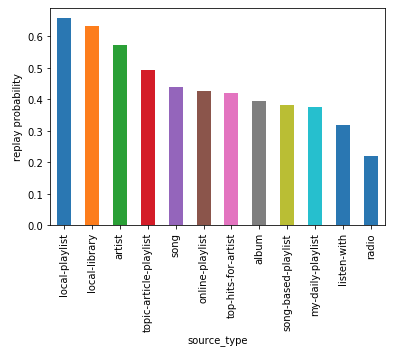 replay probability
0.6
0.5
0.4
0.3
0.2
0.1
0.0
local-playlist
local-library
artist
topic-article-playlist
song
online-playlist
top-hits-for-artist
album
song-based-playlist
my-daily-playlist
listen-with
radio
source_type